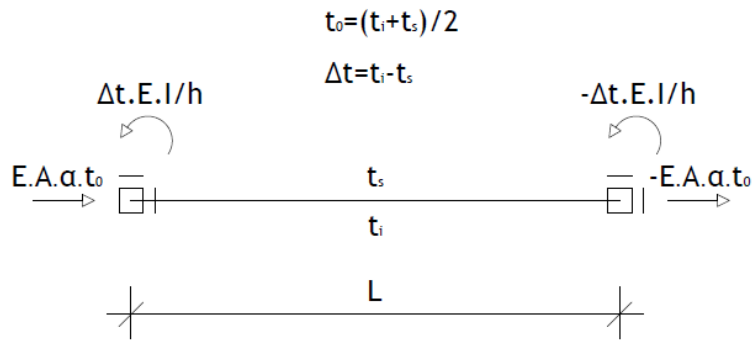 t₀=(tᵢ+tₛ)/2
Δt=tᵢ-tₛ
Δt.E.I/h
-Δt.E.I/h
E.A.α.t₀
tₛ
-E.A.α.t₀
tᵢ
L